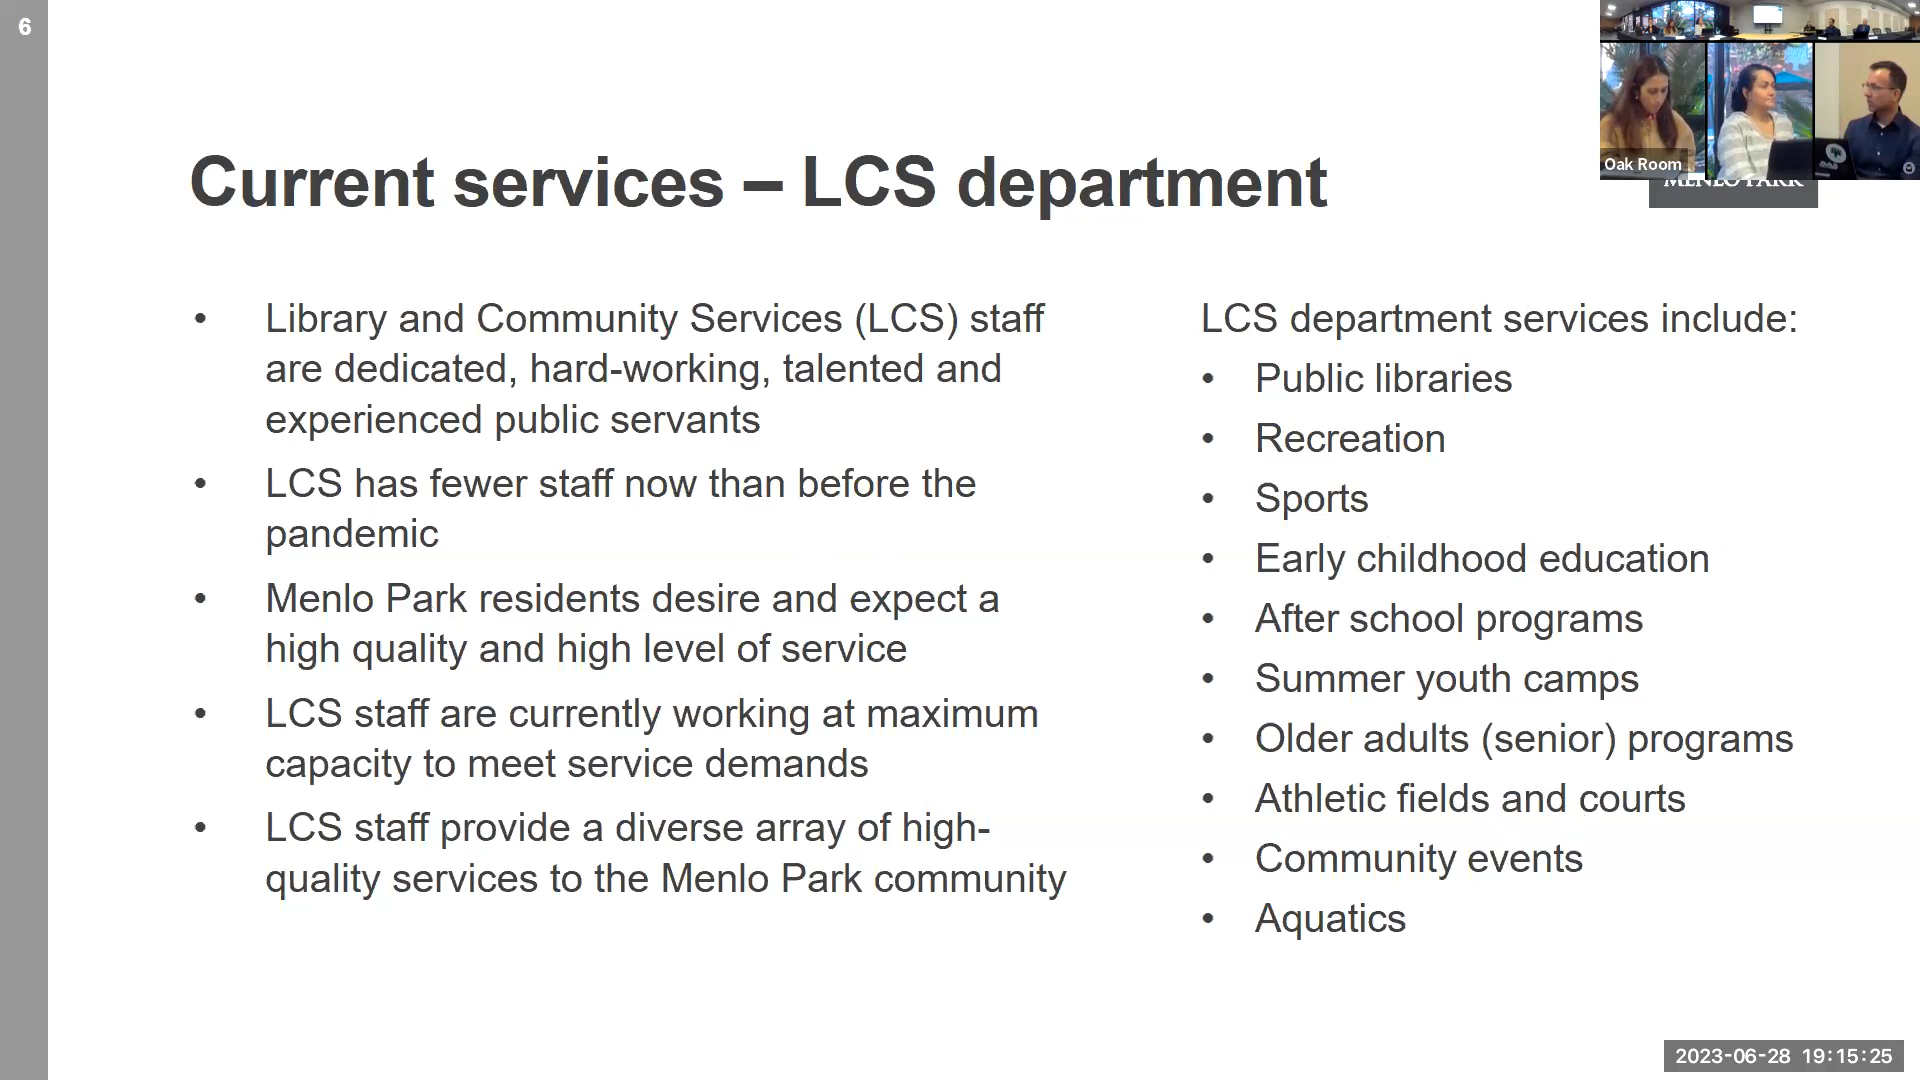 6
Oak Room
MENLO PARK
Current services – LCS department
• Library and Community Services (LCS) staff
are dedicated, hard-working, talented and
experienced public servants
• LCS has fewer staff now than before the
pandemic
• Menlo Park residents desire and expect a
high quality and high level of service
• LCS staff are currently working at maximum
capacity to meet service demands
• LCS staff provide a diverse array of high-
quality services to the Menlo Park community
LCS department services include:
• Public libraries
• Recreation
• Sports
• Early childhood education
• After school programs
• Summer youth camps
• Older adults (senior) programs
• Athletic fields and courts
• Community events
• Aquatics
2023-06-28 19:15:25